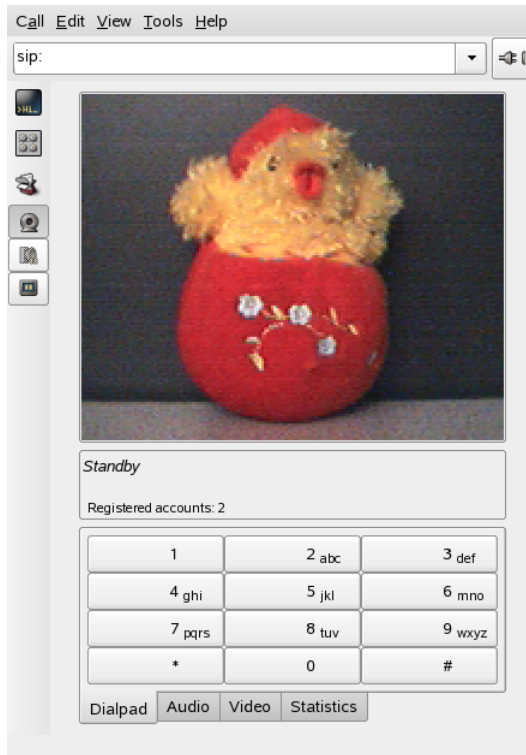 Call Edit View Tools Help
sip:
Standby
Registered accounts: 2
1 2 abc 3 def
4 ghi 5 jkl 6 mno
7 pqrs 8 tuv 9 wxyz
* 0 #
Dialpad Audio Video Statistics